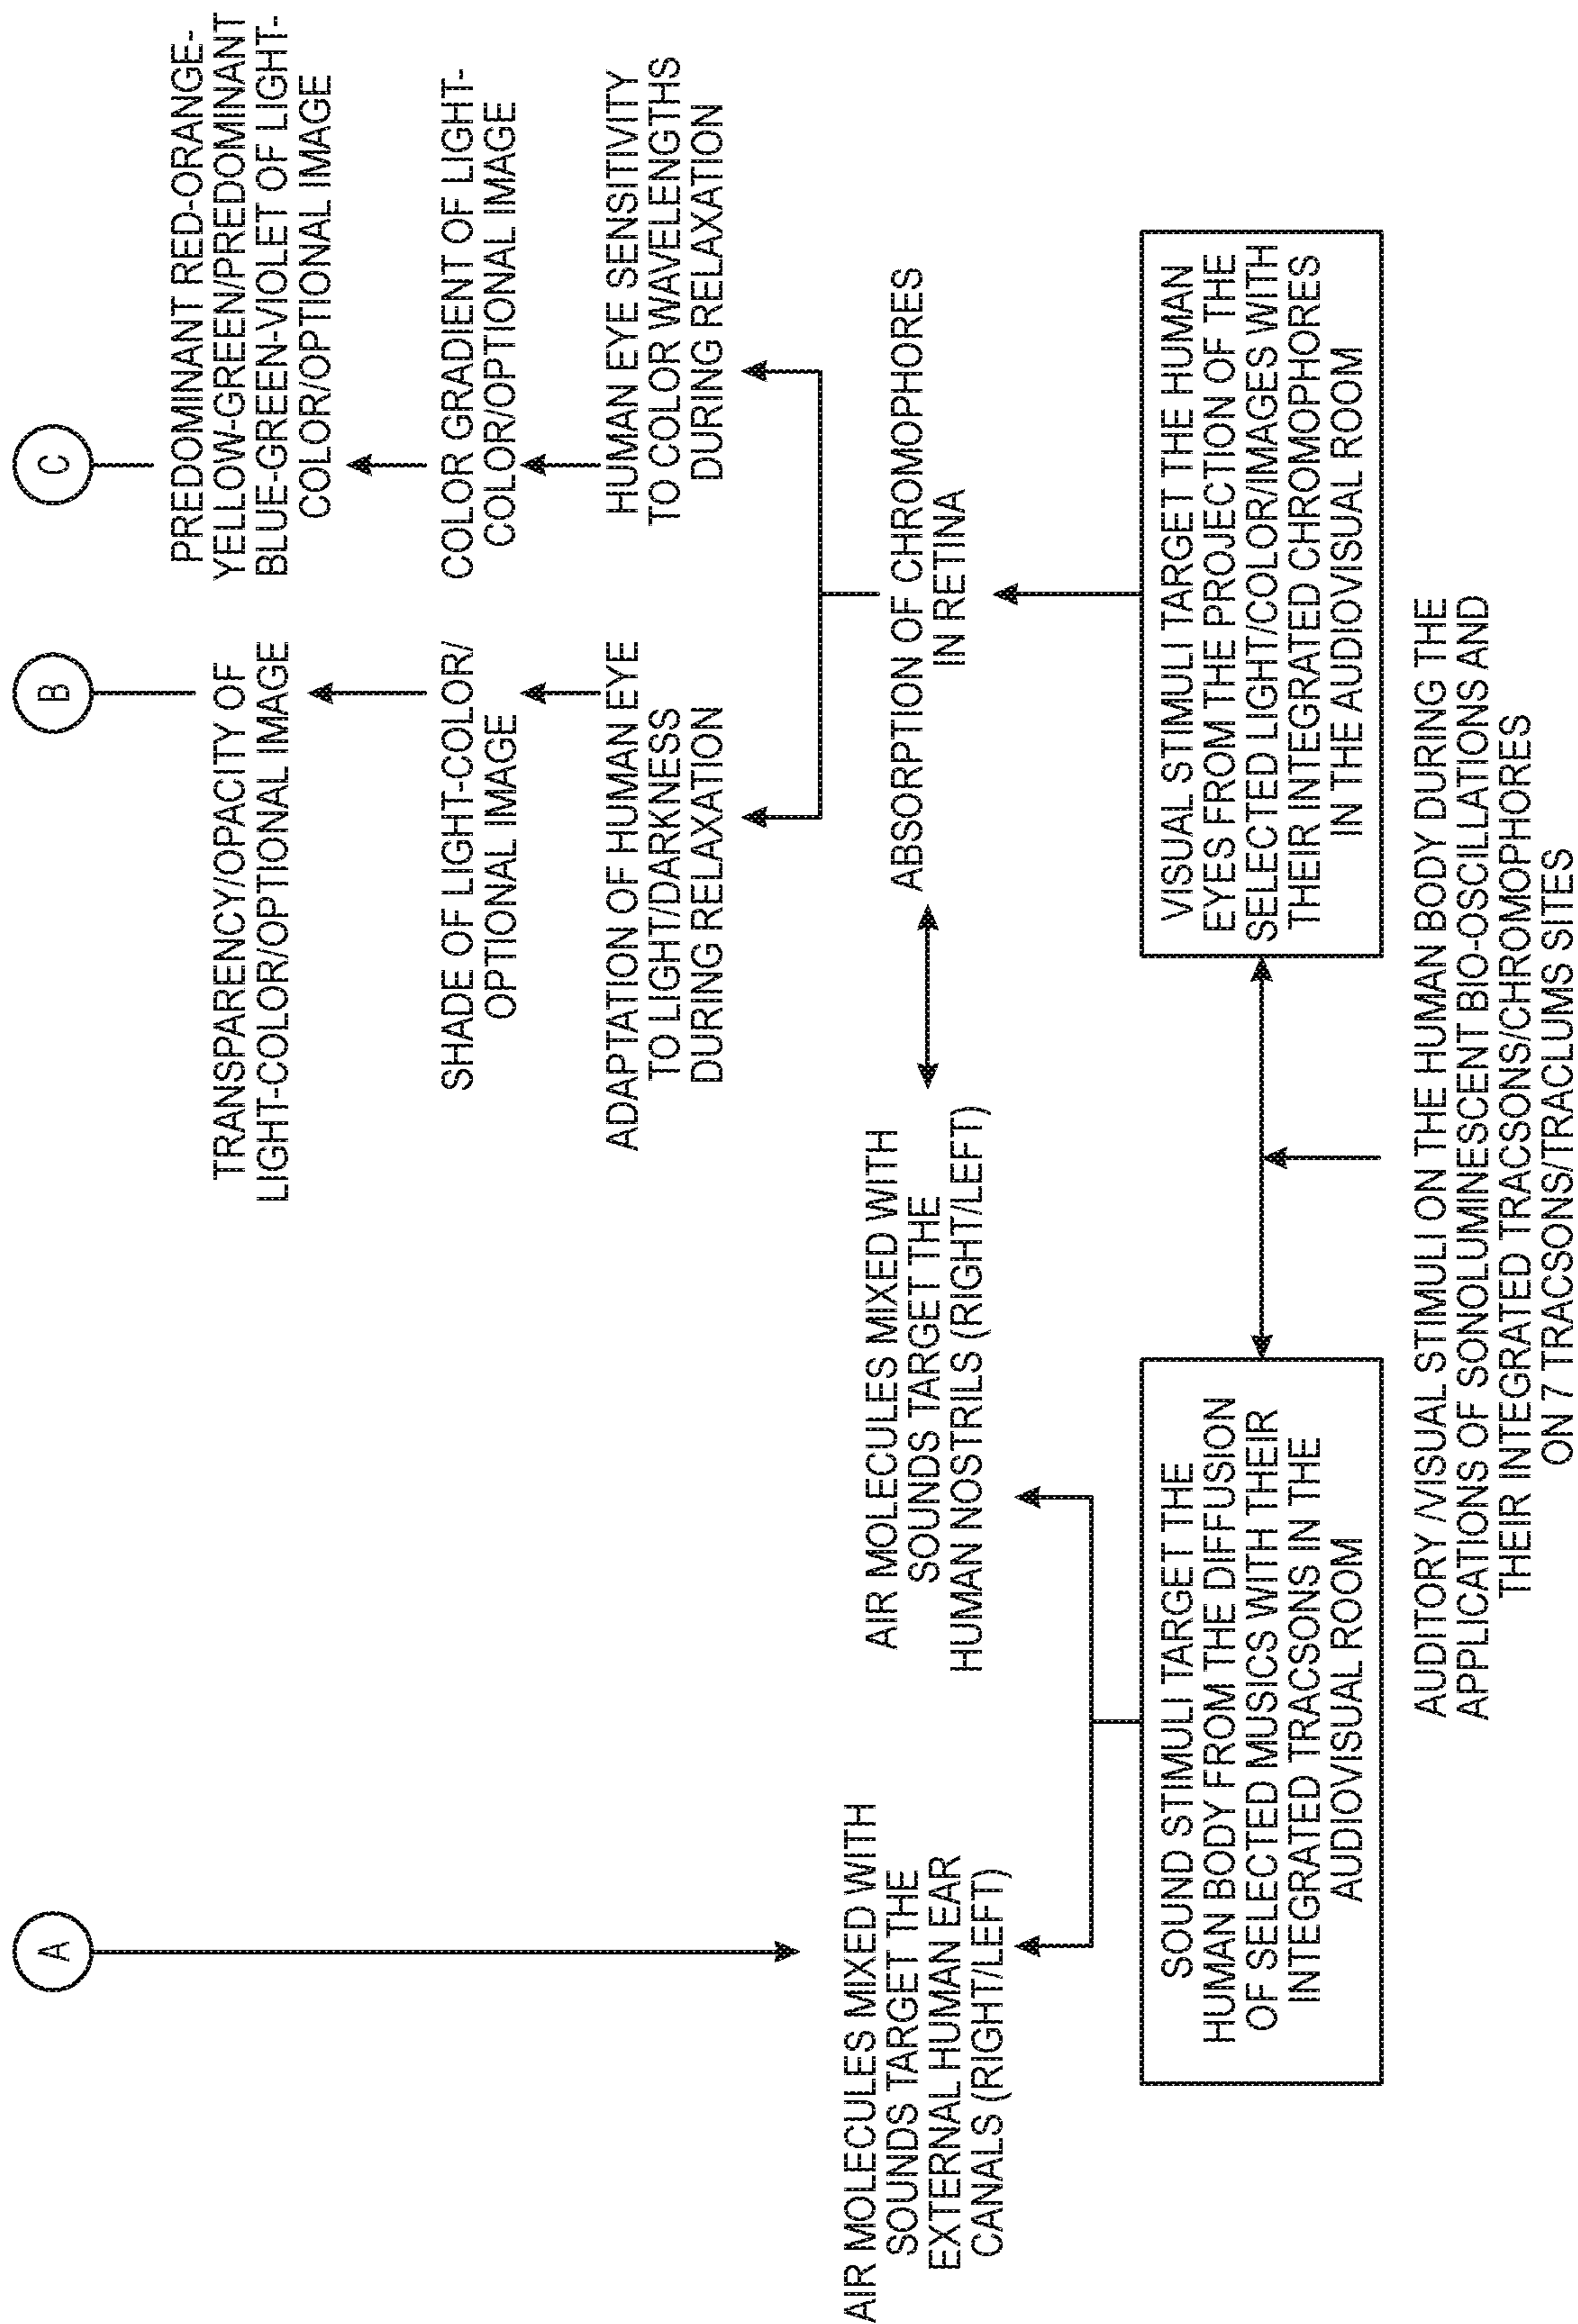 A
B
C
TRANSPARENCY/OPACITY OF
LIGHT-COLOR/OPTIONAL IMAGE
PREDOMINANT RED-ORANGE-
YELLOW-GREEN/PREDOMINANT
BLUE-GREEN-VIOLET OF LIGHT-
COLOR/OPTIONAL IMAGE
SHADE OF LIGHT-COLOR/
OPTIONAL IMAGE
COLOR GRADIENT OF LIGHT-
COLOR/OPTIONAL IMAGE
ADAPTATION OF HUMAN EYE
TO LIGHT/DARKNESS
DURING RELAXATION
HUMAN EYE SENSITIVITY
TO COLOR WAVELENGTHS
DURING RELAXATION
AIR MOLECULES MIXED WITH
SOUNDS TARGET THE
EXTERNAL HUMAN EAR
CANALS (RIGHT/LEFT)
AIR MOLECULES MIXED WITH
SOUNDS TARGET THE
HUMAN NOSTRILS (RIGHT/LEFT)
ABSORPTION OF CHROMOPHORES
IN RETINA
SOUND STIMULI TARGET THE
HUMAN BODY FROM THE DIFFUSION
OF SELECTED MUSICS WITH THEIR
INTEGRATED TRACSONS IN THE
AUDIOVISUAL ROOM
VISUAL STIMULI TARGET THE HUMAN
EYES FROM THE PROJECTION OF THE
SELECTED LIGHT/COLOR/IMAGES WITH
THEIR INTEGRATED CHROMOPHORES
IN THE AUDIOVISUAL ROOM
AUDITORY /VISUAL STIMULI ON THE HUMAN BODY DURING THE
APPLICATIONS OF SONOLUMINESCENT BIO-OSCILLATIONS AND
THEIR INTEGRATED TRACSONS/CHROMOPHORES
ON 7 TRACSONS/TRACLUMS SITES